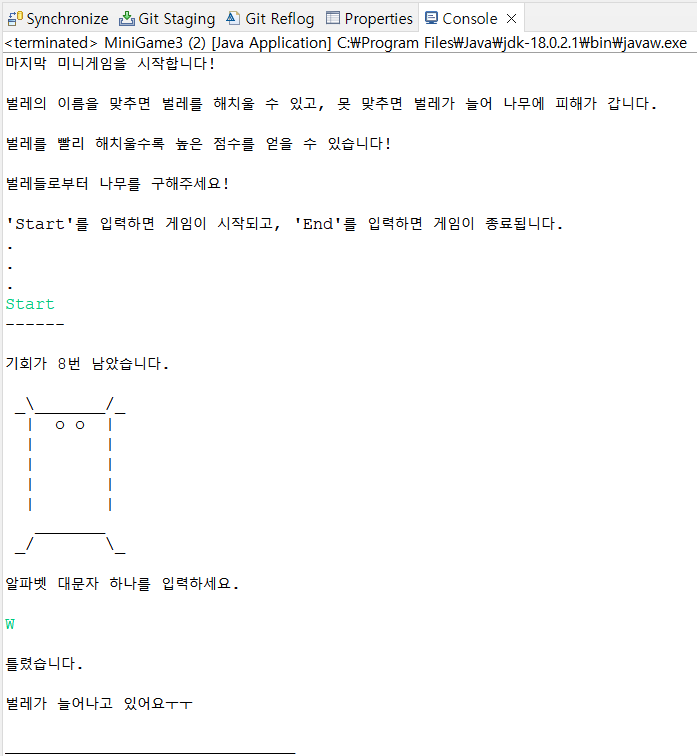 Synchronize Git Staging Git Reflog Properties Console
<terminated> MiniGame3 (2) [Java Application] C:₩Program Files₩Java₩jdk-18.0.2.1₩bin₩javaw.exe
마지막 미니게임을 시작합니다!
벌레의 이름을 맞추면 벌레를 해치울 수 있고, 못 맞추면 벌레가 늘어 나무에 피해가 갑니다.
벌레를 빨리 해치울수록 높은 점수를 얻을 수 있습니다!
벌레들로부터 나무를 구해주세요!
'Start'를 입력하면 게임이 시작되고, 'End'를 입력하면 게임이 종료됩니다.
.
.
.
Start
------
기회가 8번 남았습니다.
_\_______/_
|  ㅇ ㅇ  |
|        |
|        |
|        |
|        |
_______
_/       \_
알파벳 대문자 하나를 입력하세요.
W
틀렸습니다.
벌레가 늘어나고 있어요ㅜㅜ
_____________________________